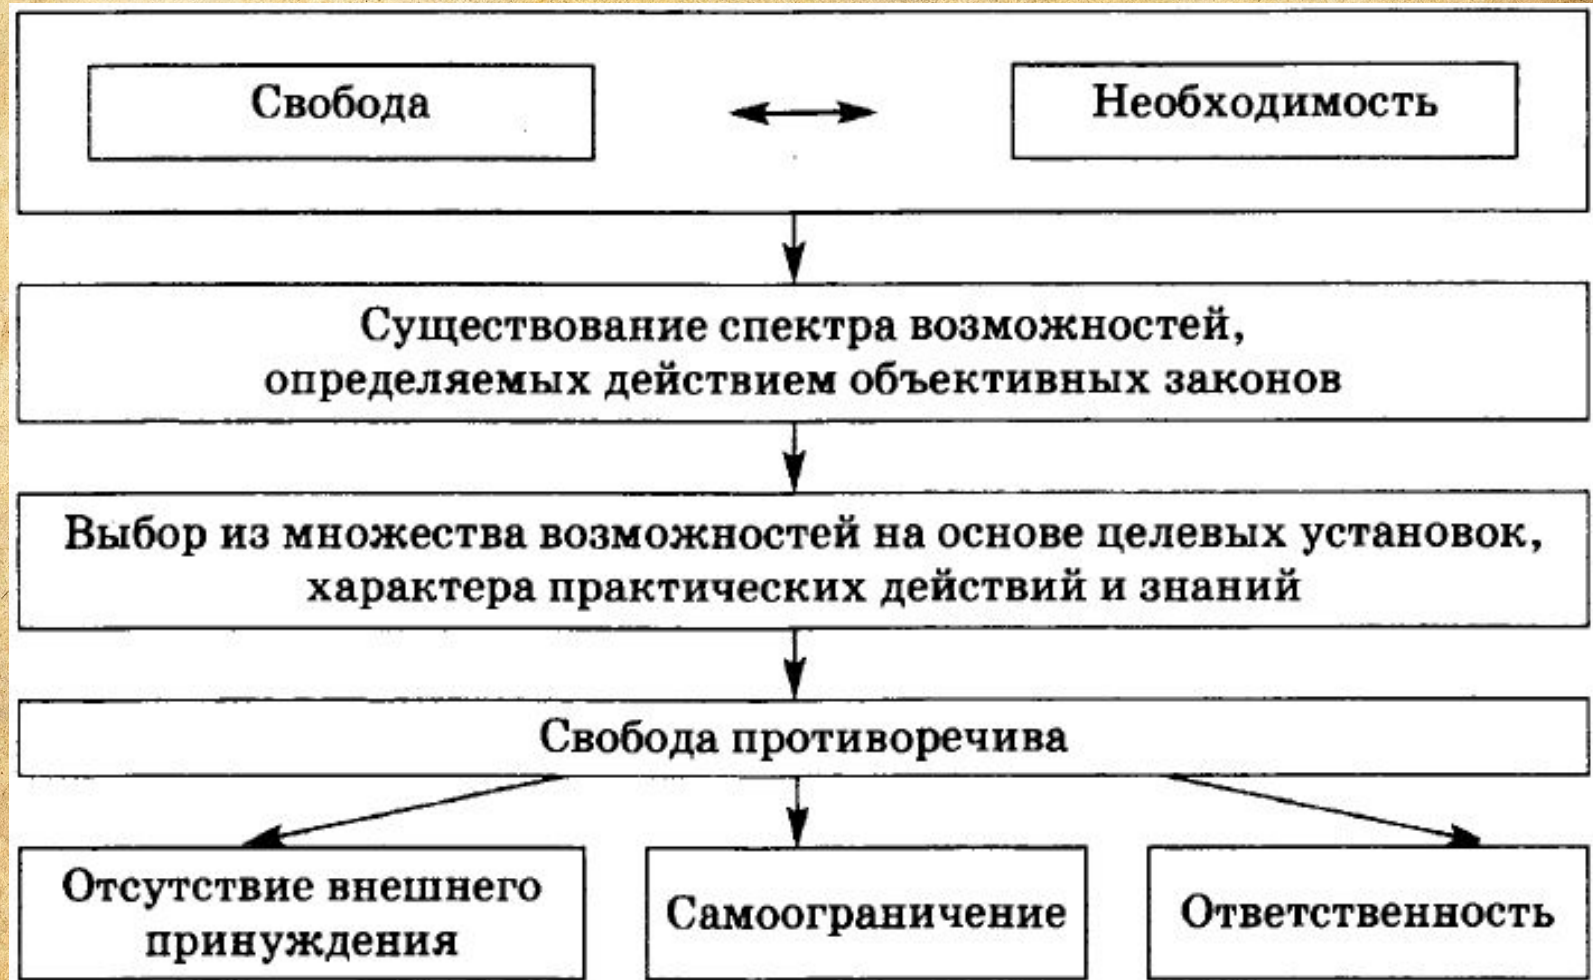 Свобода
Необходимость
Существование спектра возможностей,
определяемых действием объективных законов
Выбор из множества возможностей на основе целевых установок,
характера практических действий и знаний
Свобода противоречива
Отсутствие внешнего
принуждения
Самоограничение
Ответственность